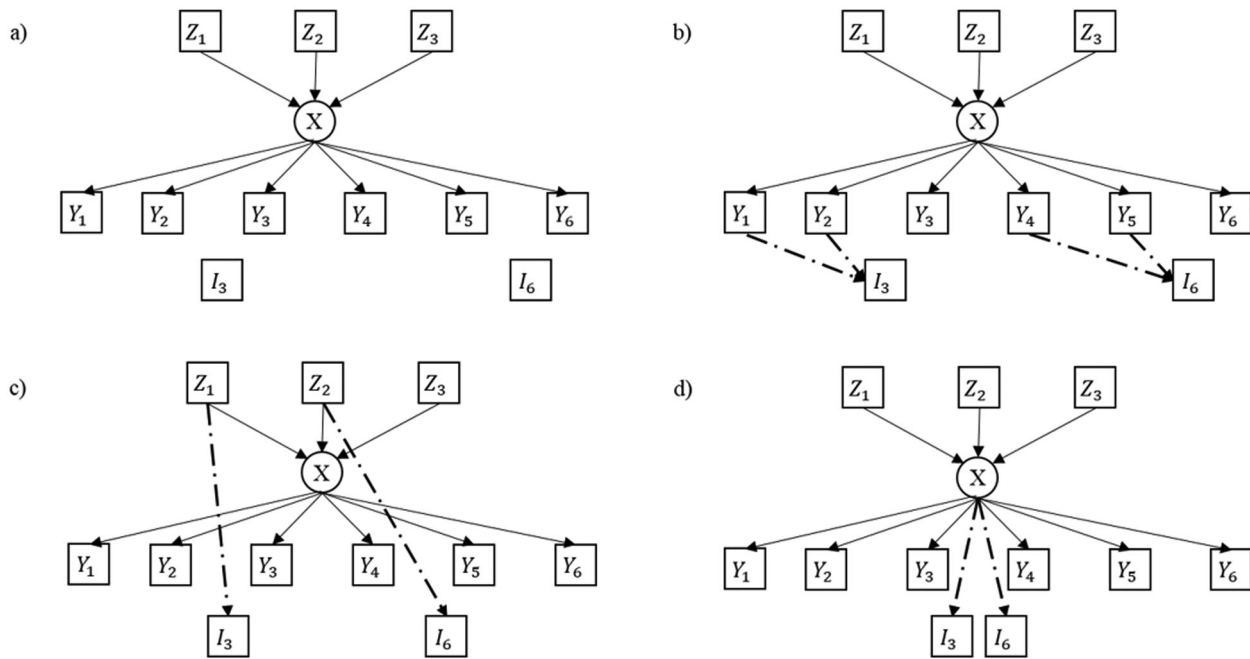 a) Z₁ Z₂ Z₃ b) Z₁ Z₂ Z₃
X X
Y₁ Y₂ Y₃ Y₄ Y₅ Y₆ Y₁ Y₂ Y₃ Y₄ Y₅ Y₆
I₃ I₆ I₃ I₆
c) Z₁ Z₂ Z₃ d) Z₁ Z₂ Z₃
X X
Y₁ Y₂ Y₃ Y₄ Y₅ Y₆ Y₁ Y₂ Y₃ Y₄ Y₅ Y₆
I₃ I₆ I₃ I₆